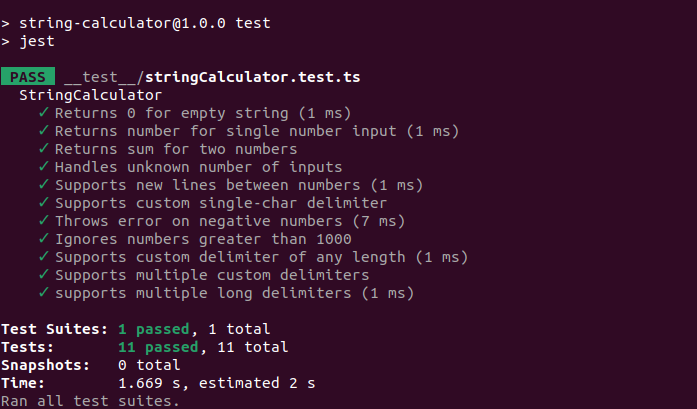 > string-calculator@1.0.0 test
> jest
PASS __test__/stringCalculator.test.ts
StringCalculator
✓ Returns 0 for empty string (1 ms)
✓ Returns number for single number input (1 ms)
✓ Returns sum for two numbers
✓ Handles unknown number of inputs
✓ Supports new lines between numbers (1 ms)
✓ Supports custom single-char delimiter
✓ Throws error on negative numbers (7 ms)
✓ Ignores numbers greater than 1000
✓ Supports custom delimiter of any length (1 ms)
✓ Supports multiple custom delimiters
✓ supports multiple long delimiters (1 ms)
Test Suites: 1 passed, 1 total
Tests: 11 passed, 11 total
Snapshots: 0 total
Time: 1.669 s, estimated 2 s
Ran all test suites.